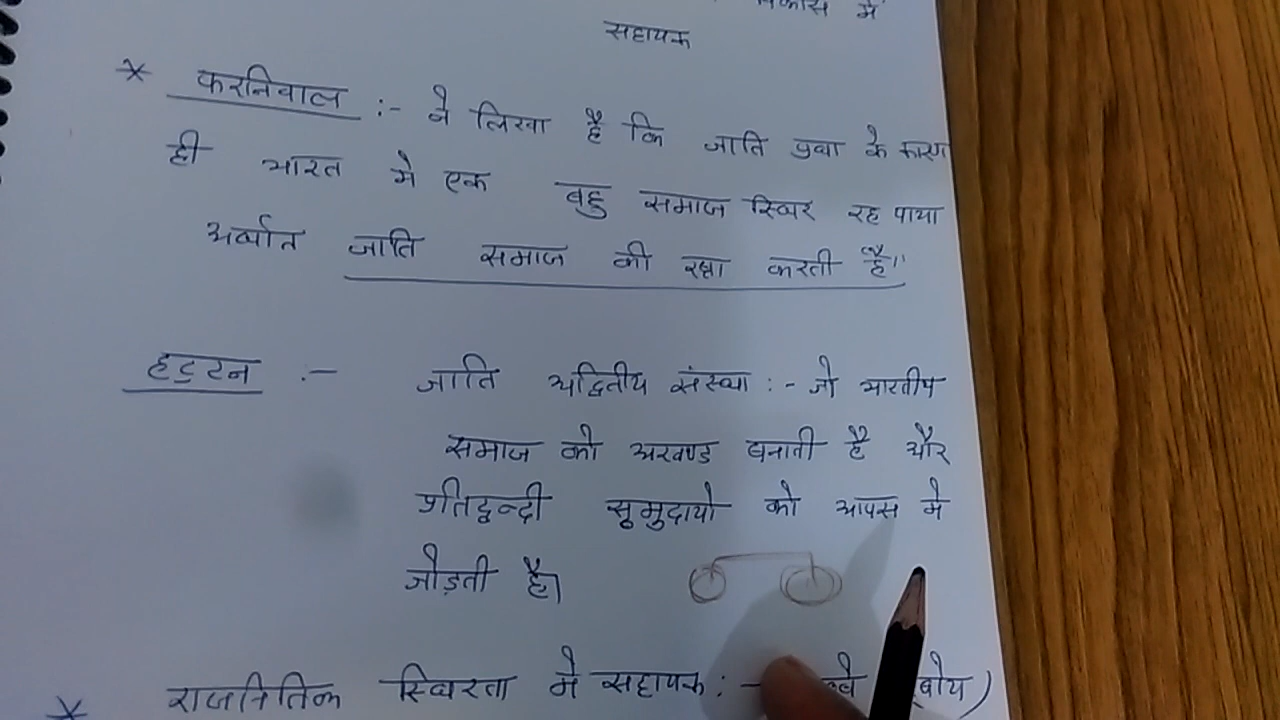 विकास में
सहायक
* फरनिवाल :- ने लिखा है कि जाति प्रथा के कारण
ही भारत मे एक बहु समाज स्थिर रह पाया
अर्थात जाति समाज की रक्षा करती है।"
हट्टन :- जाति अद्वितीय संस्था :- जो भारतीय
समाज को अखण्ड बनाती है और
प्रतिद्वन्दी समुदायो को आपस मे
जोड़ती है।
* राजनितिक स्थिरता मे सहायक : -